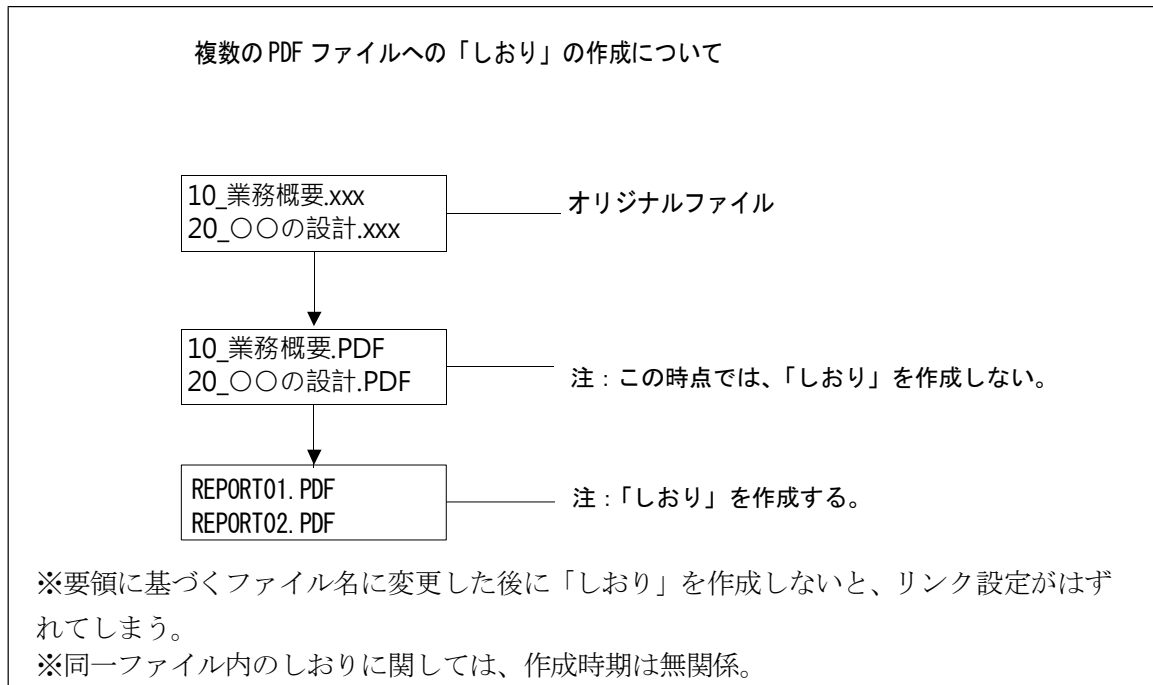 複数のPDFファイルへの「しおり」の作成について
10_業務概要.xxx
20_○○の設計.xxx
オリジナルファイル
10_業務概要.PDF
20_○○の設計.PDF
注：この時点では、「しおり」を作成しない。
REPORT01.PDF
REPORT02.PDF
注：「しおり」を作成する。
※要領に基づくファイル名に変更した後に「しおり」を作成しないと、リンク設定がはず
れてしまう。
※同一ファイル内のしおりに関しては、作成時期は無関係。